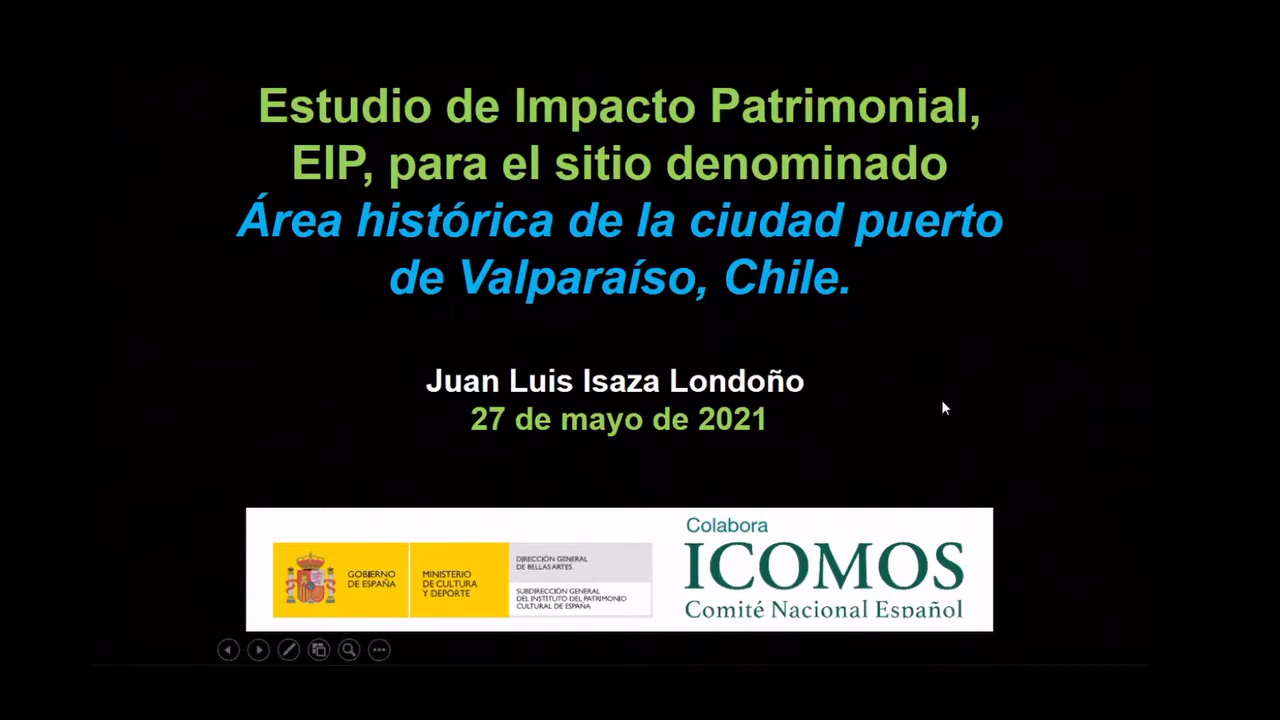 Estudio de Impacto Patrimonial,
EIP, para el sitio denominado
Área histórica de la ciudad puerto
de Valparaíso, Chile.
Juan Luis Isaza Londoño
27 de mayo de 2021
GOBIERNO
DE ESPAÑA
MINISTERIO
DE CULTURA
Y DEPORTE
DIRECCIÓN GENERAL
DE BELLAS ARTES
SUBDIRECCIÓN GENERAL
DEL INSTITUTO DEL PATRIMONIO
CULTURAL DE ESPAÑA
Colabora
ICOMOS
Comité Nacional Español